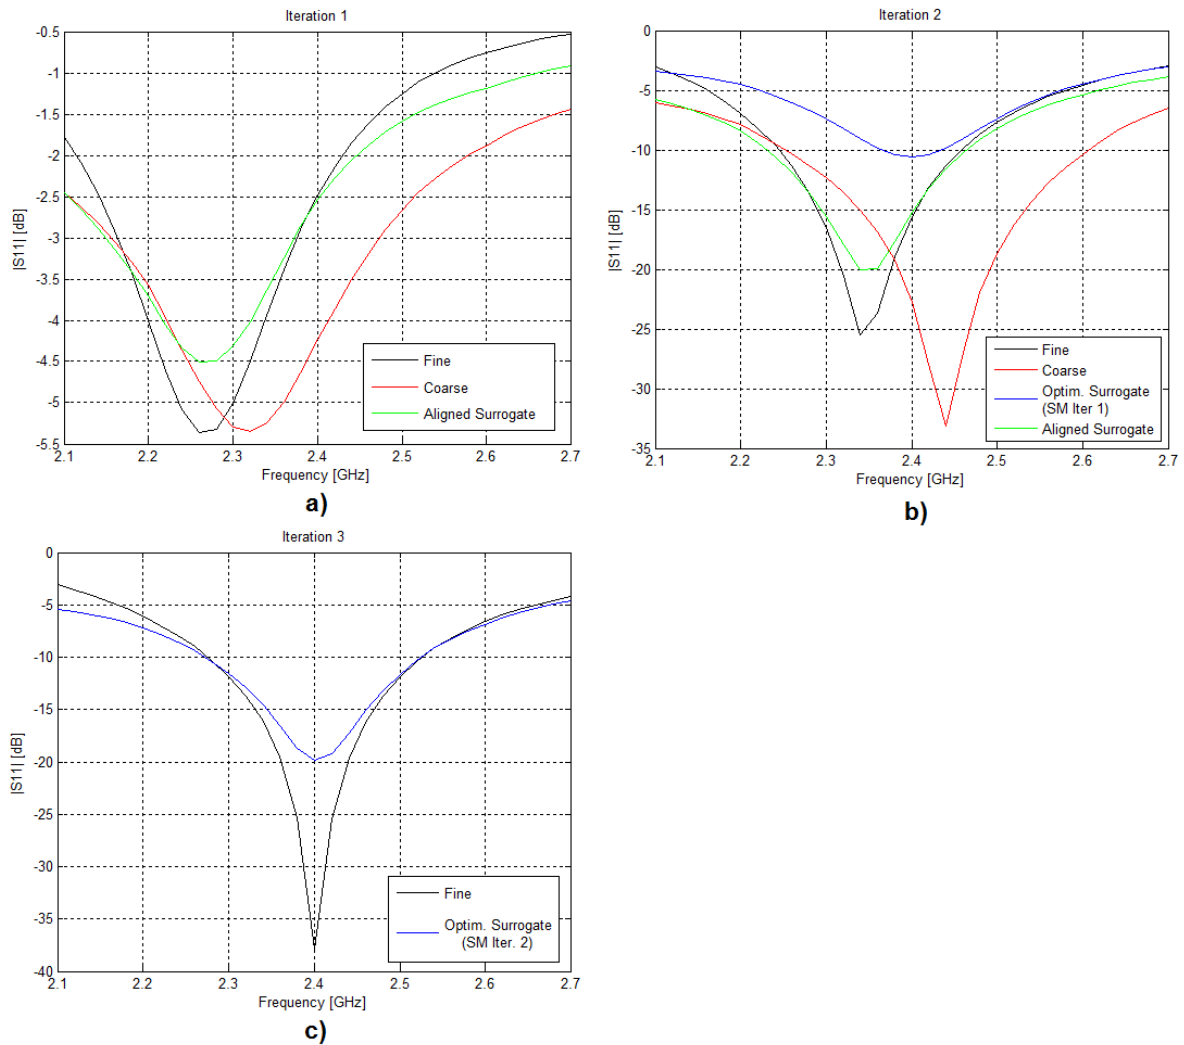 Iteration 1
-0.5
-1
-1.5
-2
-2.5
-3
-3.5
-4
-4.5
-5
-5.5
|S11| [dB]
2.1 2.2 2.3 2.4 2.5 2.6 2.7
Frequency [GHz]
Fine
Coarse
Aligned Surrogate
a)
Iteration 2
0
-5
-10
-15
-20
-25
-30
-35
|S11| [dB]
2.1 2.2 2.3 2.4 2.5 2.6 2.7
Frequency [GHz]
Fine
Coarse
Optim. Surrogate
(SM Iter 1)
Aligned Surrogate
b)
Iteration 3
0
-5
-10
-15
-20
-25
-30
-35
-40
|S11| [dB]
2.1 2.2 2.3 2.4 2.5 2.6 2.7
Frequency [GHz]
Fine
Optim. Surrogate
(SM Iter. 2)
c)